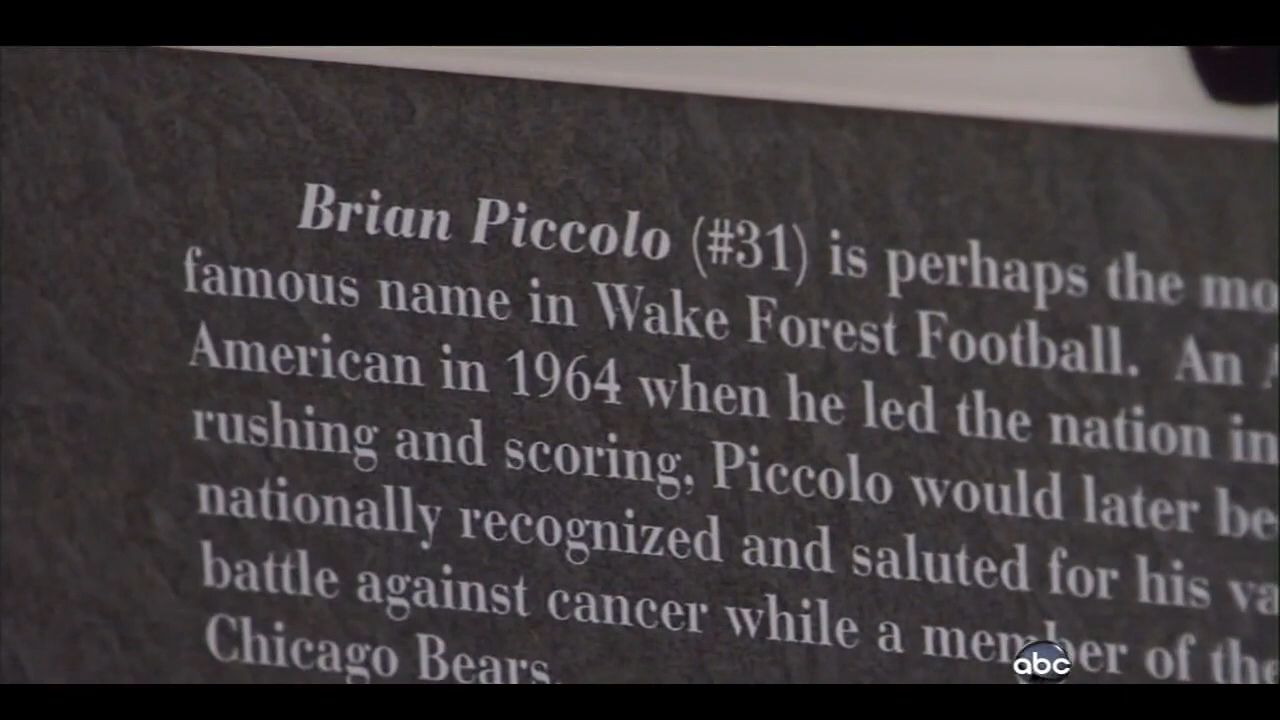 Brian Piccolo (#31) is perhaps the mo
famous name in Wake Forest Football. An A
American in 1964 when he led the nation in
rushing and scoring, Piccolo would later be
nationally recognized and saluted for his va
battle against cancer while a member of the
Chicago Bears.
abc